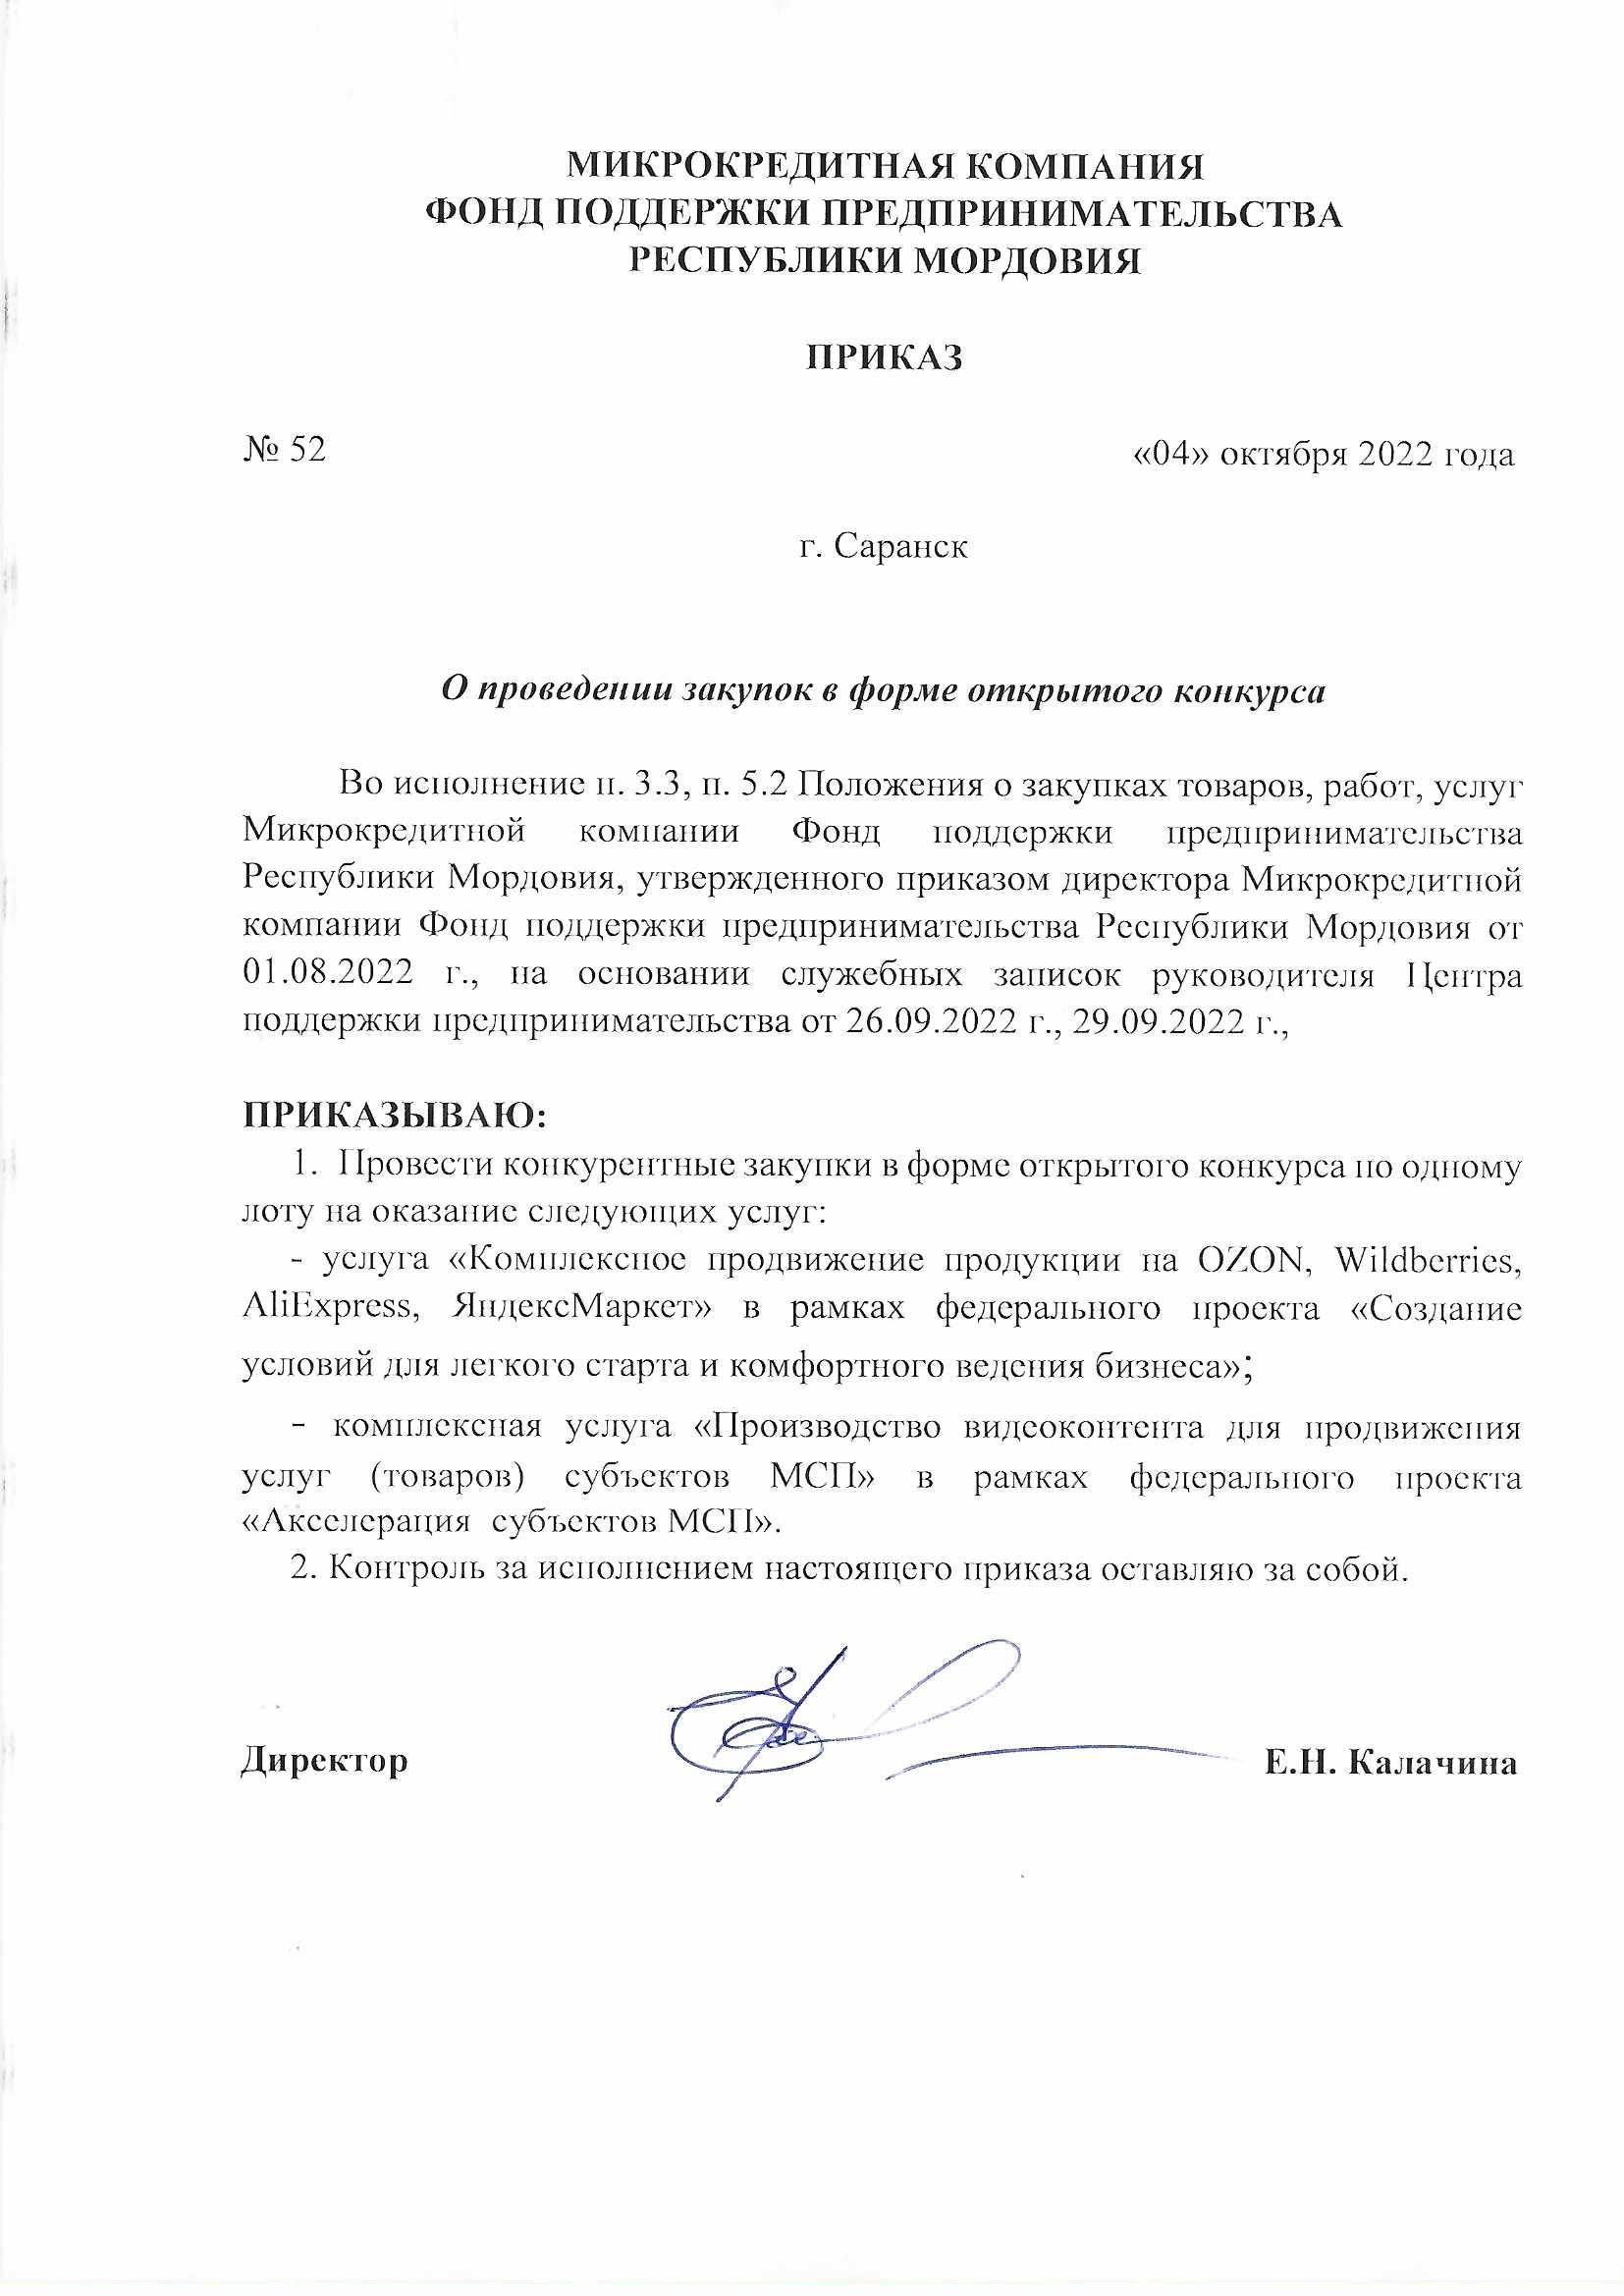 МИКРОКРЕДИТНАЯ КОМПАНИЯ
ФОНД ПОДДЕРЖКИ ПРЕДПРИНИМАТЕЛЬСТВА
РЕСПУБЛИКИ МОРДОВИЯ
ПРИКАЗ
№ 52 «04» октября 2022 года
г. Саранск
О проведении закупок в форме открытого конкурса
Во исполнение п. 3.3, п. 5.2 Положения о закупках товаров, работ, услуг
Микрокредитной компании Фонд поддержки предпринимательства
Республики Мордовия, утвержденного приказом директора Микрокредитной
компании Фонд поддержки предпринимательства Республики Мордовия от
01.08.2022 г., на основании служебных записок руководителя Центра
поддержки предпринимательства от 26.09.2022 г., 29.09.2022 г.,
ПРИКАЗЫВАЮ:
1. Провести конкурентные закупки в форме открытого конкурса по одному
лоту на оказание следующих услуг:
- услуга «Комплексное продвижение продукции на OZON, Wildberries,
AliExpress, ЯндексМаркет» в рамках федерального проекта «Создание
условий для легкого старта и комфортного ведения бизнеса»;
- комплексная услуга «Производство видеоконтента для продвижения
услуг (товаров) субъектов МСП» в рамках федерального проекта
«Акселерация субъектов МСП».
2. Контроль за исполнением настоящего приказа оставляю за собой.
Директор Е.Н. Калачина